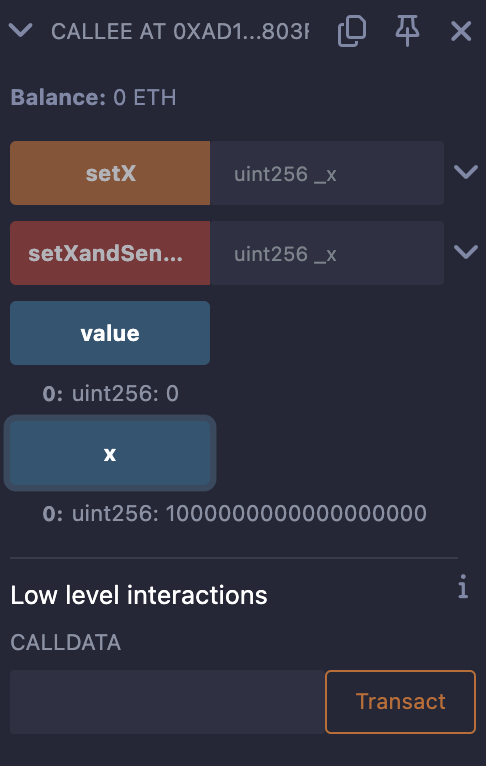 CALLEE AT 0XAD1...803F
Balance: 0 ETH
setX uint256 _x
setXandSen... uint256 _x
value
0: uint256: 0
x
0: uint256: 1000000000000000000
Low level interactions
i
CALLDATA
Transact